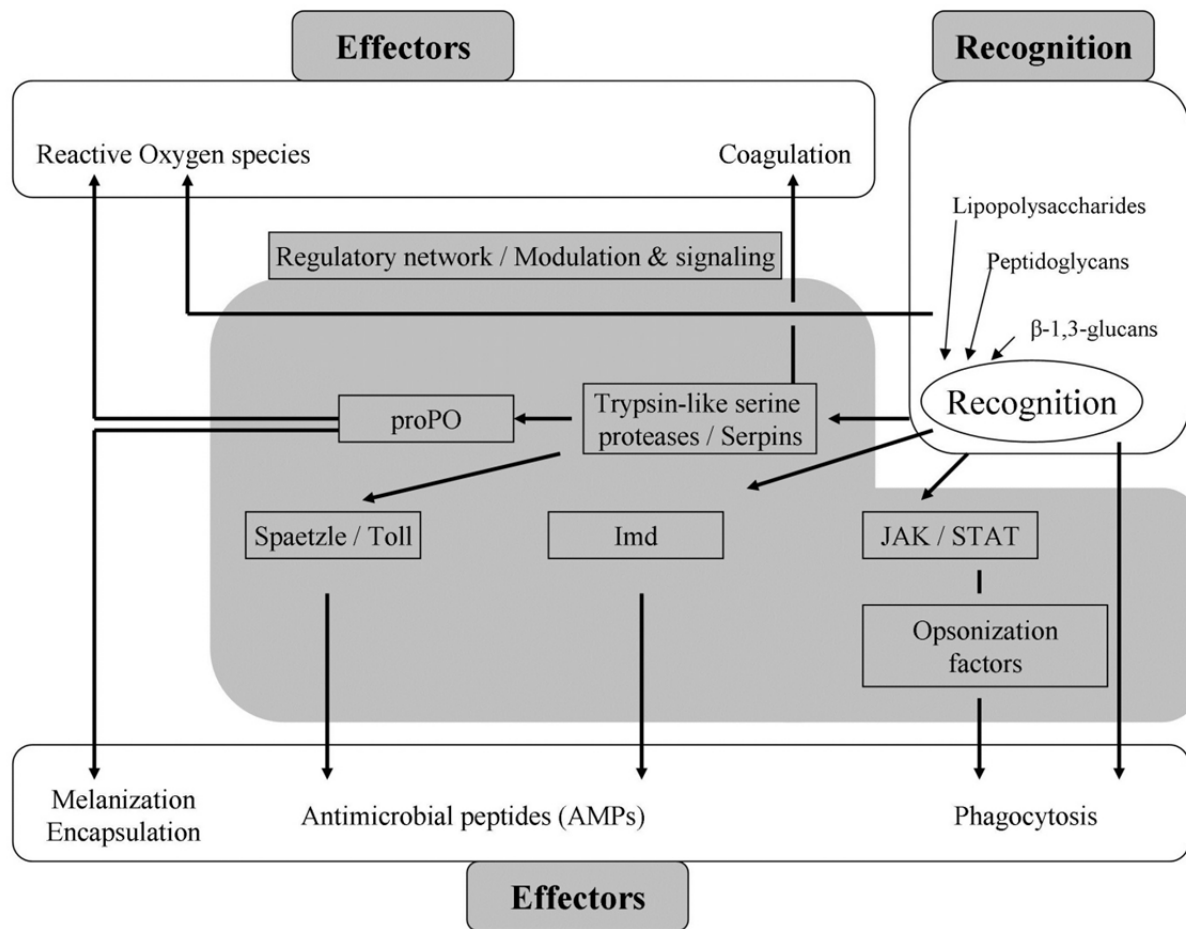 Effectors
Recognition
Reactive Oxygen species
Coagulation
Lipopolysaccharides
Regulatory network / Modulation & signaling
Peptidoglycans
β-1,3-glucans
proPO
Trypsin-like serine
proteases / Serpins
Recognition
Spaetzle / Toll
Imd
JAK / STAT
Opsonization
factors
Melanization
Encapsulation
Antimicrobial peptides (AMPs)
Phagocytosis
Effectors